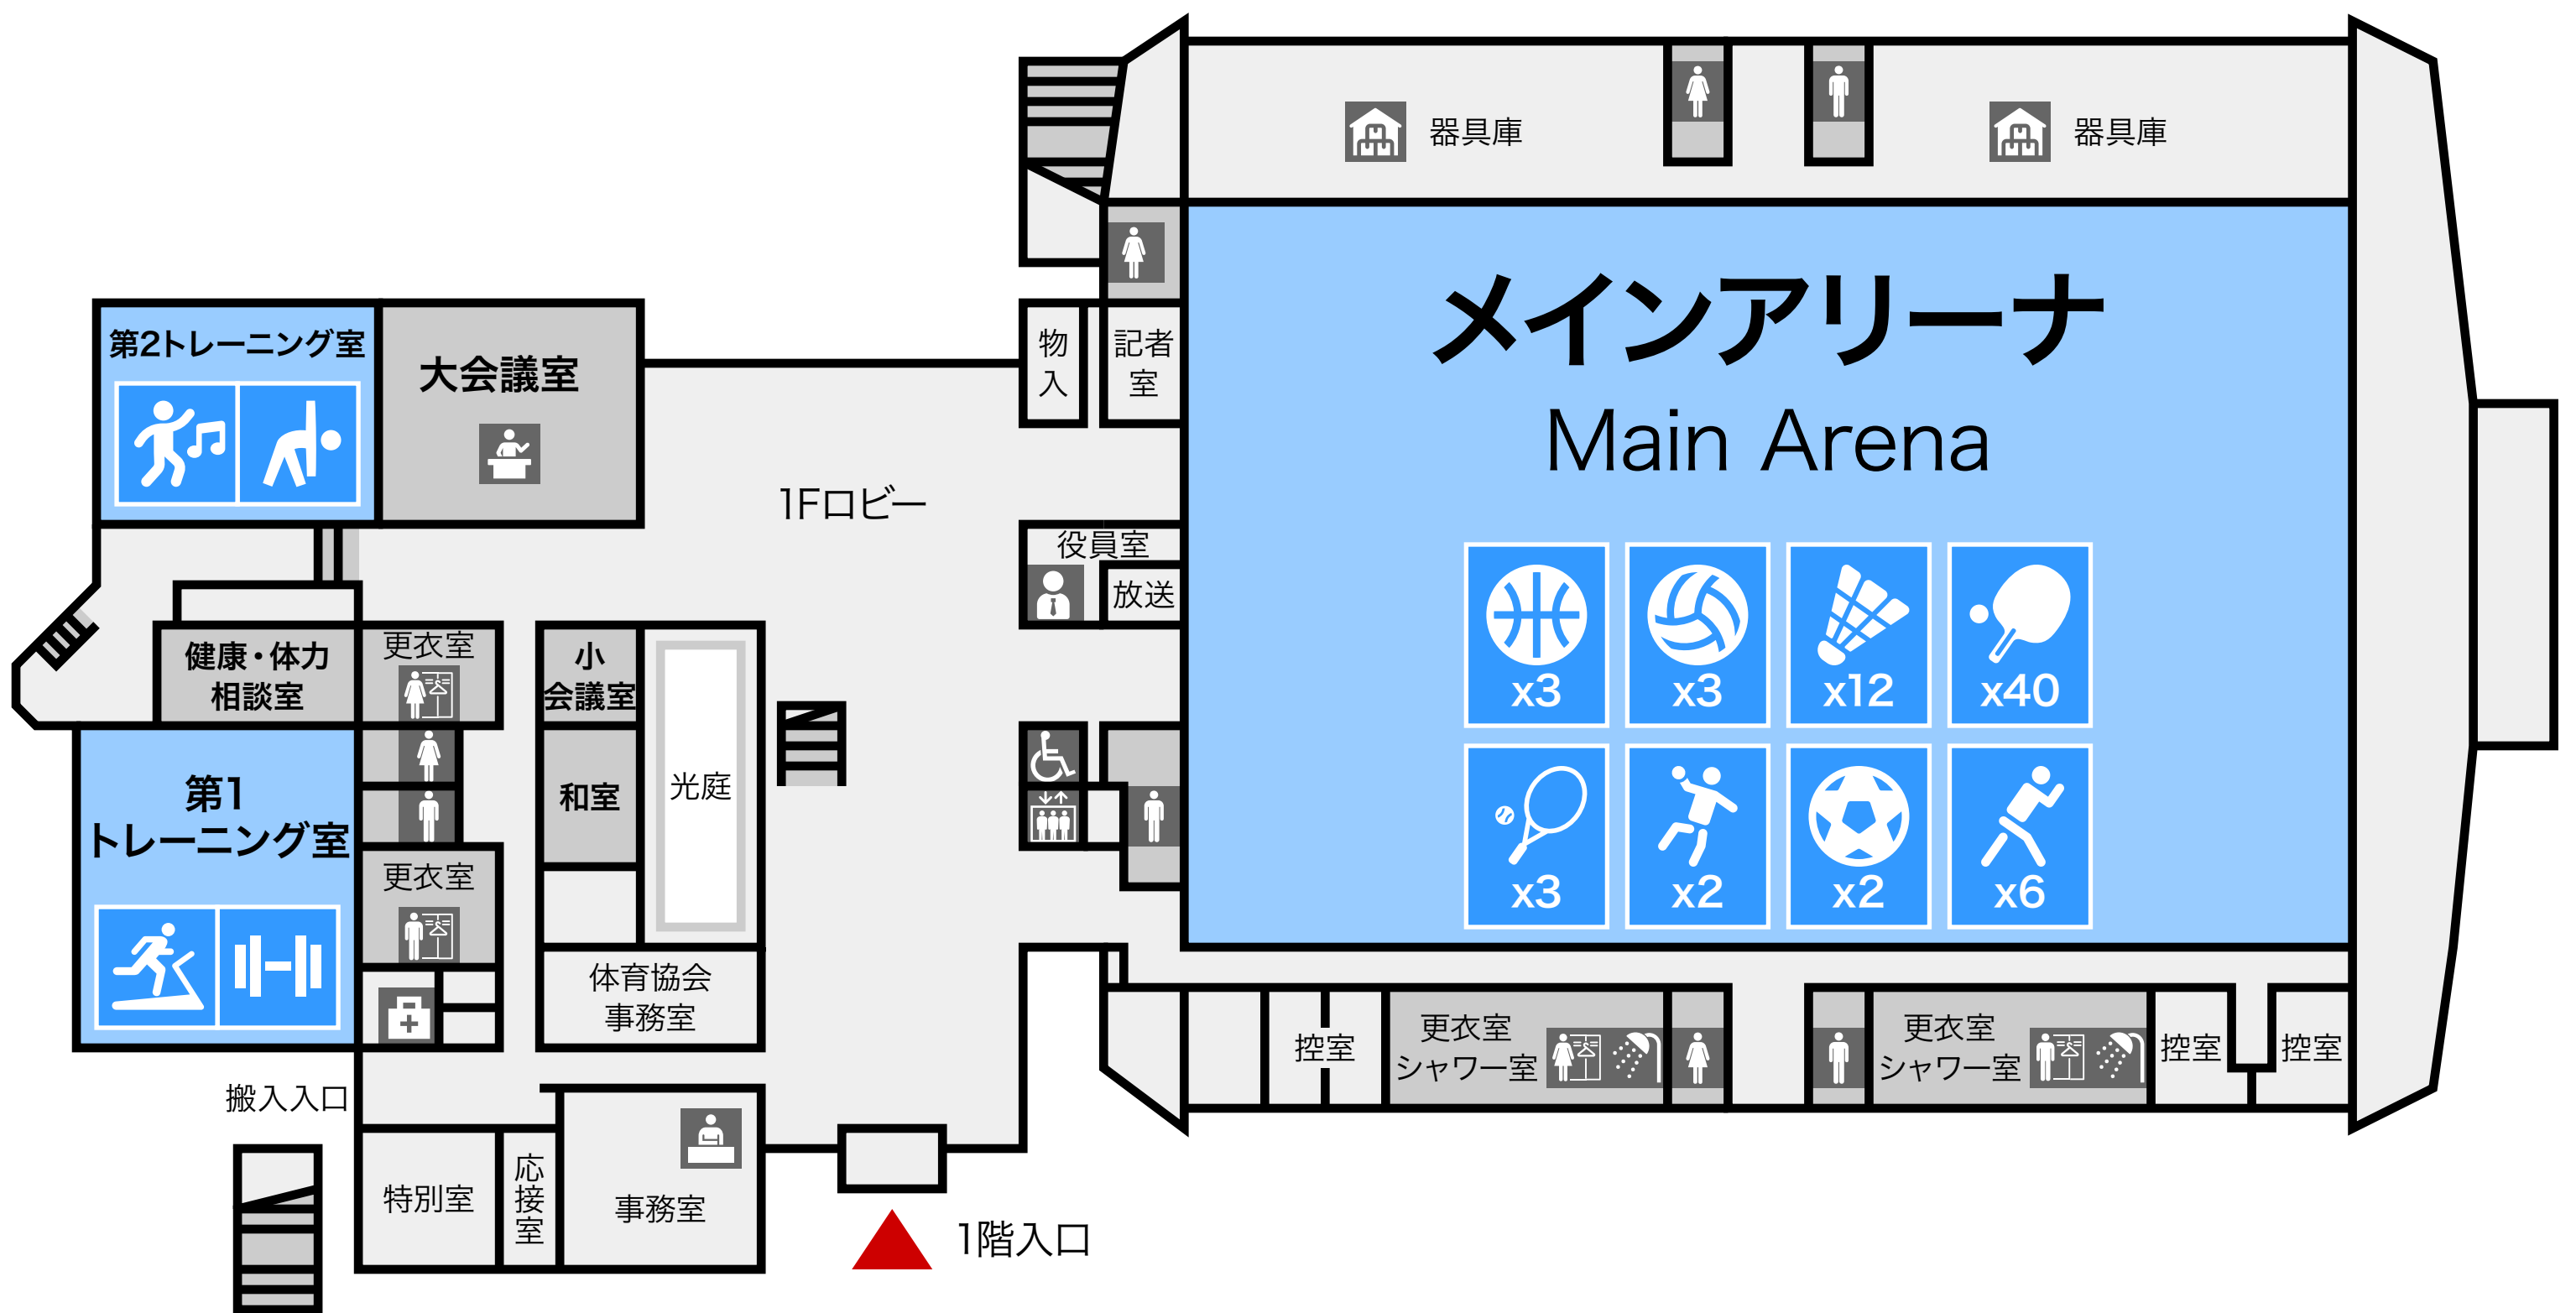 器具庫
器具庫
メインアリーナ
Main Arena
x3
x3
x12
x40
x3
x2
x2
x6
物
入
記者
室
第2トレーニング室
大会議室
1Fロビー
役員室
放送
健康・体力
相談室
更衣室
小
会議室
和室
光庭
第1
トレーニング室
更衣室
体育協会
事務室
控室
更衣室
シャワー室
更衣室
シャワー室
控室
控室
搬入入口
特別室
応
接
室
事務室
1階入口